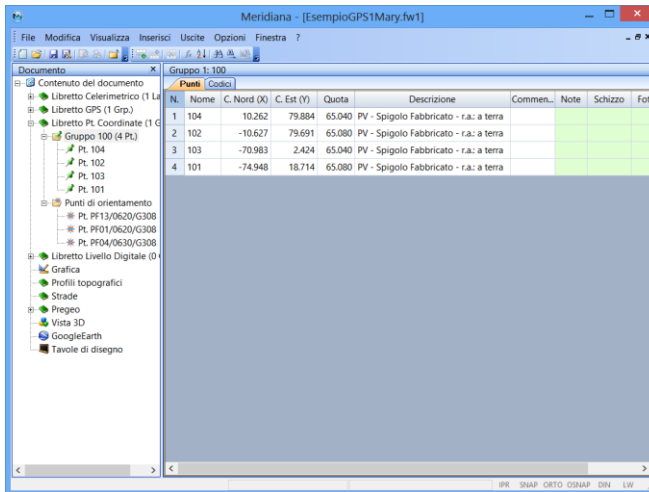 Meridiana - [EsempioGPS1Mary.fw1]
File Modifica Visualizza Inserisci Uscite Opzioni Finestra ?
Documento
Gruppo 1: 100
Contenuto del documento
Punti Codici
Libretto Celerimetrico (1 La
N. Nome C. Nord (X) C. Est (Y) Quota Descrizione Commen... Note Schizzo Fot
Libretto GPS (1 Grp.)
Libretto Pt. Coordinate (1 G
1 104 10.262 79.884 65.040 PV - Spigolo Fabbricato - r.a.: a terra
Gruppo 100 (4 Pt.)
2 102 -10.627 79.691 65.080 PV - Spigolo Fabbricato - r.a.: a terra
Pt. 104
3 103 -70.983 2.424 65.040 PV - Spigolo Fabbricato - r.a.: a terra
Pt. 102
4 101 -74.948 18.714 65.080 PV - Spigolo Fabbricato - r.a.: a terra
Pt. 103
Pt. 101
Punti di orientamento
Pt. PF13/0620/G308
Pt. PF01/0620/G308
Pt. PF04/0630/G308
Libretto Livello Digitale (0
Grafica
Profili topografici
Strade
Pregeo
Vista 3D
GoogleEarth
Tavole di disegno
IPR SNAP ORTO OSNAP DIN LW